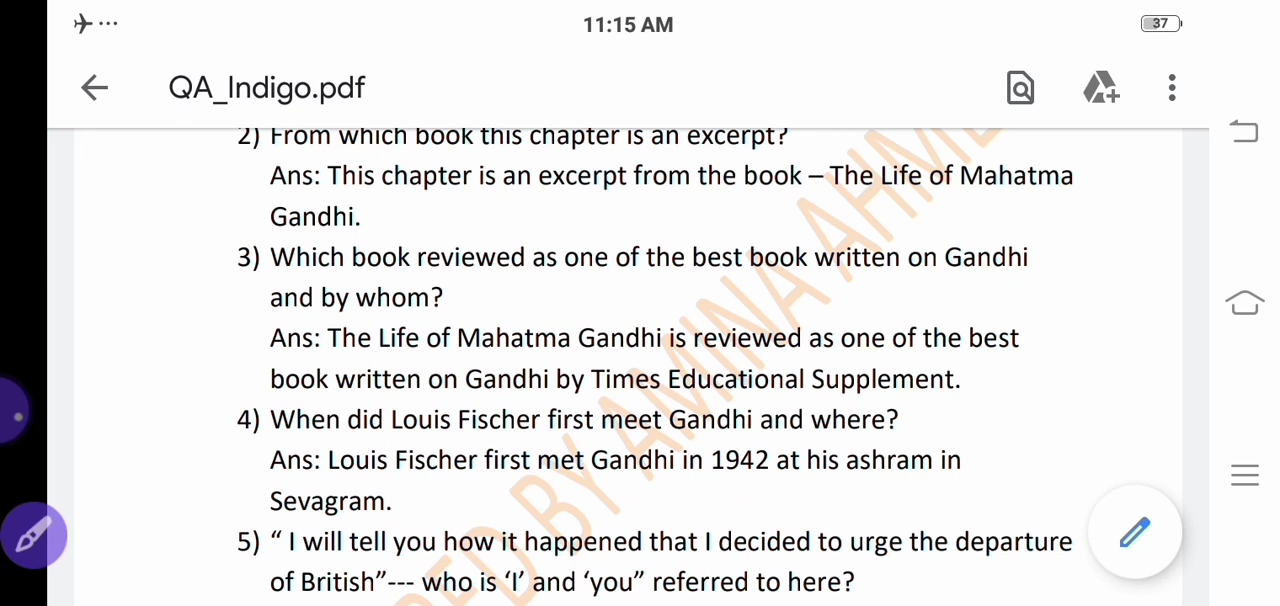 11:15 AM
37
QA_Indigo.pdf
2) From which book this chapter is an excerpt?
Ans: This chapter is an excerpt from the book – The Life of Mahatma
Gandhi.
3) Which book reviewed as one of the best book written on Gandhi
and by whom?
Ans: The Life of Mahatma Gandhi is reviewed as one of the best
book written on Gandhi by Times Educational Supplement.
4) When did Louis Fischer first meet Gandhi and where?
Ans: Louis Fischer first met Gandhi in 1942 at his ashram in
Sevagram.
5) “ I will tell you how it happened that I decided to urge the departure
of British”--- who is ‘I’ and ‘you” referred to here?
BY AMINA